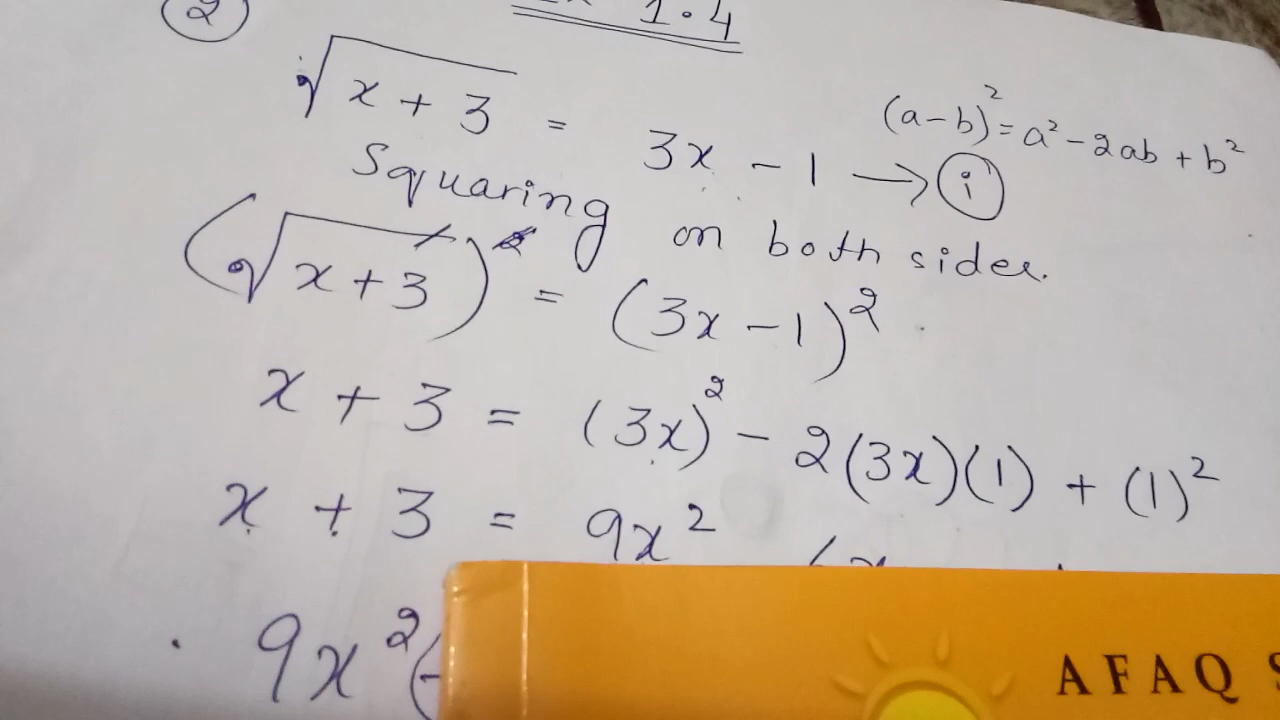 ② 1.4
√(x + 3) = 3x - 1 → (i)
(a-b)² = a² - 2ab + b²
Squaring on both sides.
(√(x+3))² = (3x - 1)²
x + 3 = (3x)² - 2(3x)(1) + (1)²
x + 3 = 9x²
9x²
AFAQ